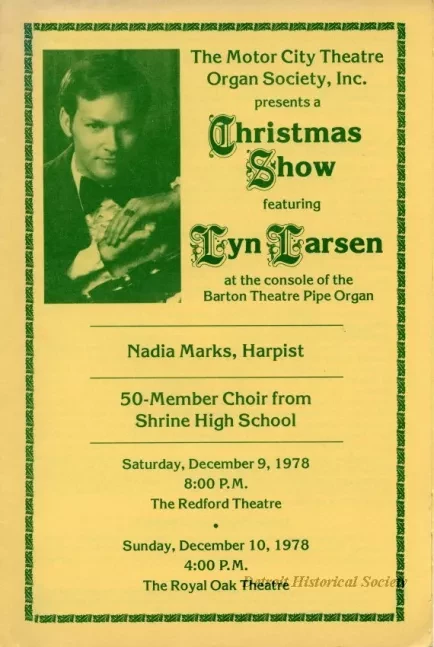 The Motor City Theatre
Organ Society, Inc.
presents a
Christmas
Show
featuring
Lyn Larsen
at the console of the
Barton Theatre Pipe Organ
Nadia Marks, Harpist
50-Member Choir from
Shrine High School
Saturday, December 9, 1978
8:00 P.M.
The Redford Theatre
•
Sunday, December 10, 1978
4:00 P.M.
The Royal Oak Theatre
Detroit Historical Society